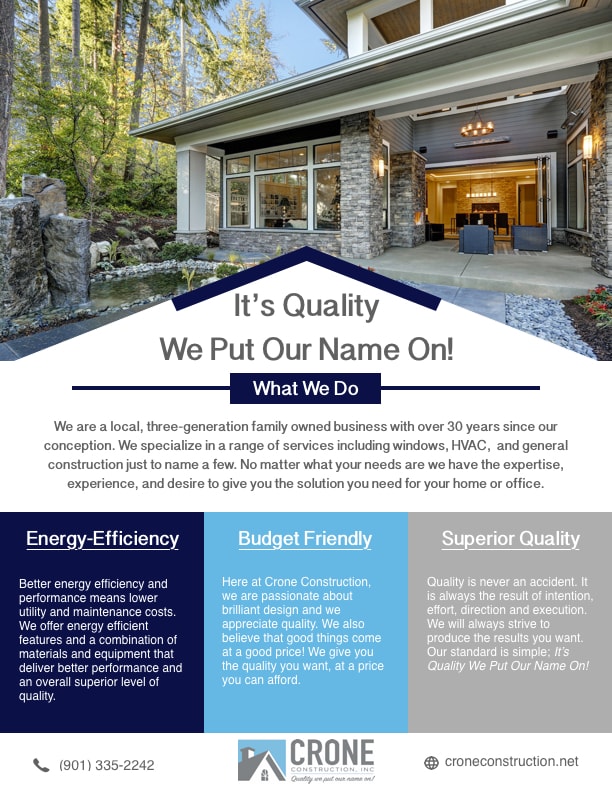 It's Quality
We Put Our Name On!
What We Do
We are a local, three-generation family owned business with over 30 years since our
conception. We specialize in a range of services including windows, HVAC, and general
construction just to name a few. No matter what your needs are we have the expertise,
experience, and desire to give you the solution you need for your home or office.
Energy-Efficiency
Better energy efficiency and
performance means lower
utility and maintenance costs.
We offer energy efficient
features and a combination of
materials and equipment that
deliver better performance and
an overall superior level of
quality.
Budget Friendly
Here at Crone Construction,
we are passionate about
brilliant design and we
appreciate quality. We also
believe that good things come
at a good price! We give you
the quality you want, at a price
you can afford.
Superior Quality
Quality is never an accident. It
is always the result of intention,
effort, direction and execution.
We will always strive to
produce the results you want.
Our standard is simple; It's
Quality We Put Our Name On!
(901) 335-2242
CRONE
CONSTRUCTION, INC
Quality we put our name on!
croneconstruction.net